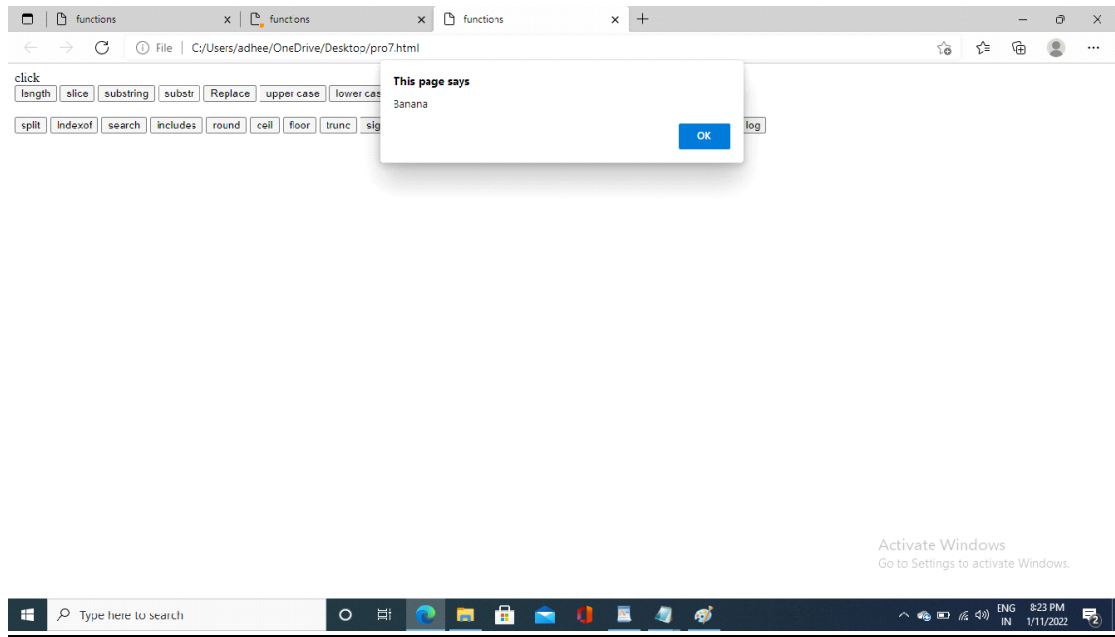 functions
functions
functions
File | C:/Users/adhee/OneDrive/Desktop/pro7.html
This page says
Banana
OK
click
length slice substring substr Replace upper case lower cas
split Indexof search includes round ceil floor trunc sig log
Activate Windows
Go to Settings to activate Windows.
Type here to search
ENG 8:23 PM
IN 1/11/2022
2